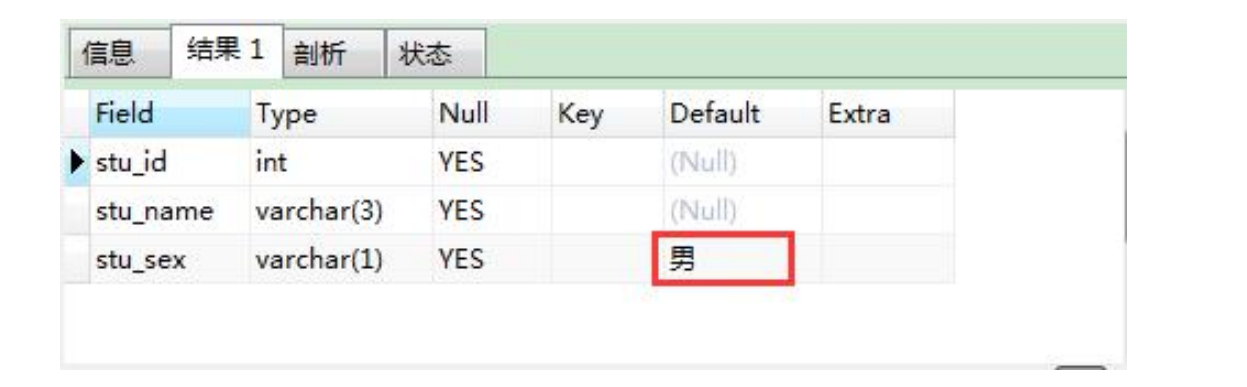 信息 结果 1 剖析 状态
Field Type Null Key Default Extra
stu_id int YES (Null)
stu_name varchar(3) YES (Null)
stu_sex varchar(1) YES 男